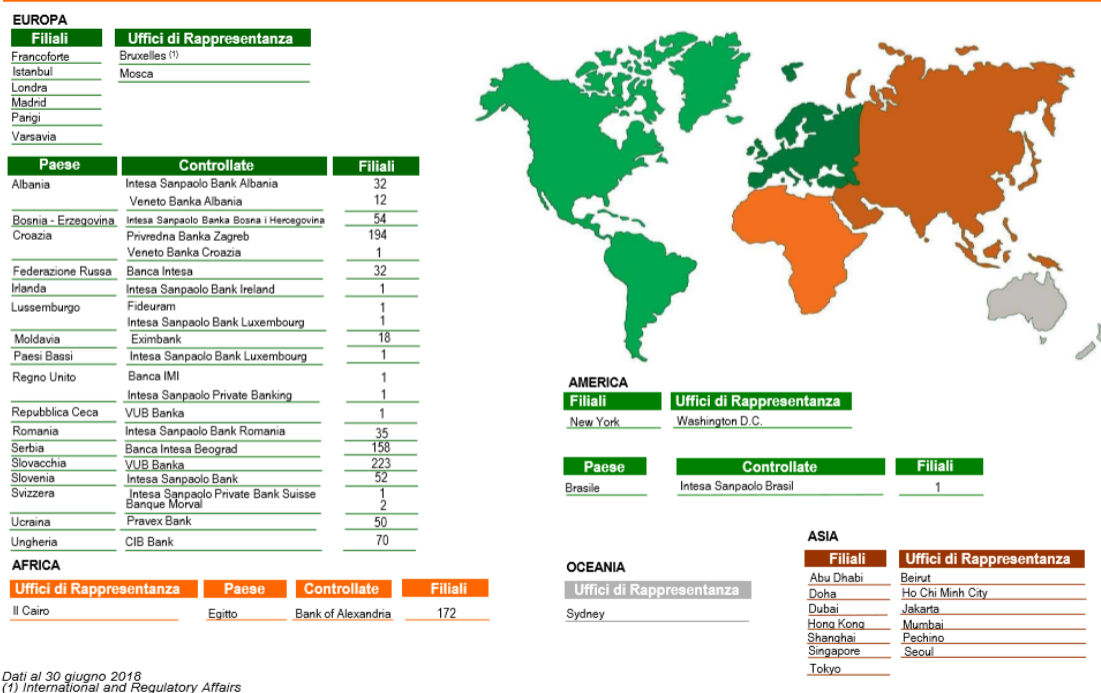 EUROPA
Filiali Uffici di Rappresentanza
Francoforte Bruxelles (1)
Istanbul Mosca
Londra
Madrid
Parigi
Varsavia
Paese Controllate Filiali
Albania Intesa Sanpaolo Bank Albania 32
Veneto Banka Albania 12
Bosnia - Erzegovina Intesa Sanpaolo Banka Bosna i Hercegovina 54
Croazia Privredna Banka Zagreb 194
Veneto Banka Croazia 1
Federazione Russa Banca Intesa 32
Irlanda Intesa Sanpaolo Bank Ireland 1
Lussemburgo Fideuram 1
Intesa Sanpaolo Bank Luxembourg 1
Moldavia Eximbank 18
Paesi Bassi Intesa Sanpaolo Bank Luxembourg 1
Regno Unito Banca IMI 1
Intesa Sanpaolo Private Banking 1
Repubblica Ceca VUB Banka 1
Romania Intesa Sanpaolo Bank Romania 35
Serbia Banca Intesa Beograd 158
Slovacchia VUB Banka 223
Slovenia Intesa Sanpaolo Bank 52
Svizzera Intesa Sanpaolo Private Bank Suisse 1
Banque Morval 2
Ucraina Pravex Bank 50
Ungheria CIB Bank 70
AFRICA
Uffici di Rappresentanza Paese Controllate Filiali
Il Cairo Egitto Bank of Alexandria 172
AMERICA
Filiali Uffici di Rappresentanza
New York Washington D.C.
Paese Controllate Filiali
Brasile Intesa Sanpaolo Brasil 1
OCEANIA
Uffici di Rappresentanza
Sydney
ASIA
Filiali Uffici di Rappresentanza
Abu Dhabi Beirut
Doha Ho Chi Minh City
Dubai Jakarta
Hong Kong Mumbai
Shanghai Pechino
Singapore Seoul
Tokyo
Dati al 30 giugno 2018
(1) International and Regulatory Affairs